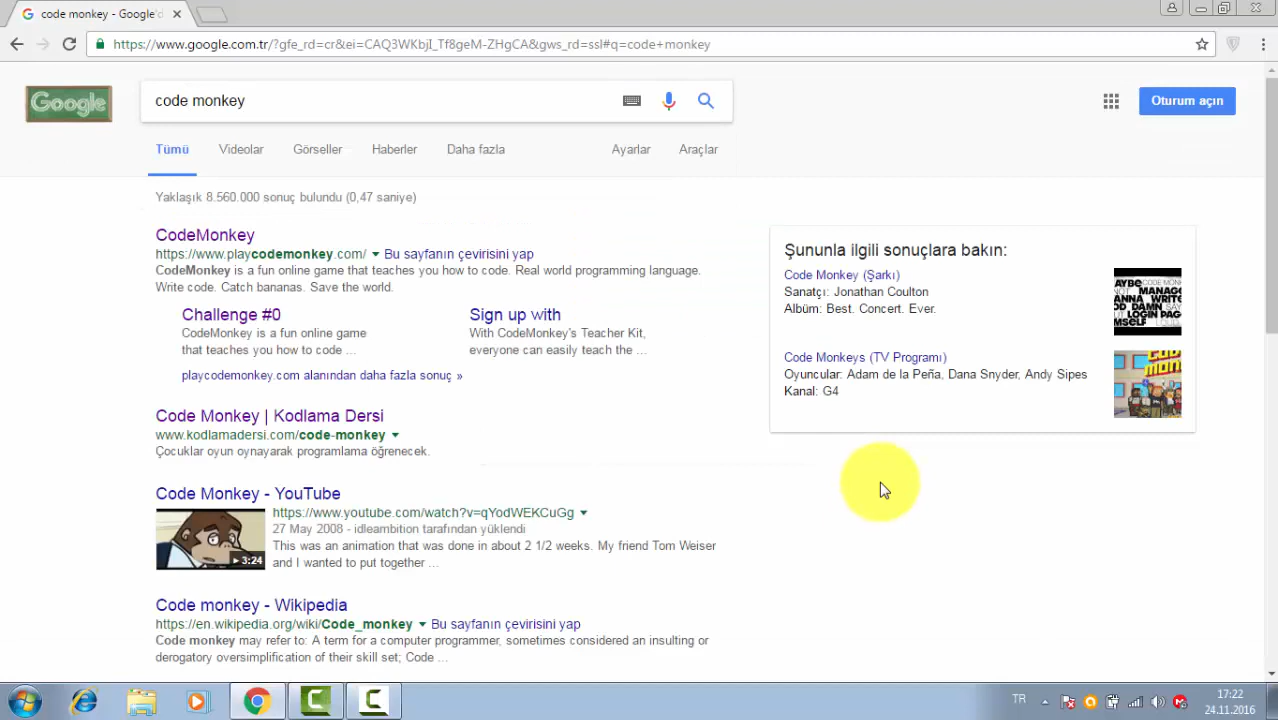 code monkey - Google'd
https://www.google.com.tr/?gfe_rd=cr&ei=CAQ3WKbjI_Tf8geM-ZHgCA&gws_rd=ssl#q=code+monkey
Google
code monkey
Oturum açın
Tümü Videolar Görseller Haberler Daha fazla Ayarlar Araçlar
Yaklaşık 8.560.000 sonuç bulundu (0,47 saniye)
CodeMonkey
https://www.playcodemonkey.com/ Bu sayfanın çevirisini yap
CodeMonkey is a fun online game that teaches you how to code. Real world programming language.
Write code. Catch bananas. Save the world.
Challenge #0
CodeMonkey is a fun online game
that teaches you how to code ...
Sign up with
With CodeMonkey's Teacher Kit,
everyone can easily teach the ...
playcodemonkey.com alanından daha fazla sonuç »
Code Monkey | Kodlama Dersi
www.kodlamadersi.com/code-monkey
Çocuklar oyun oynayarak programlama öğrenecek.
Code Monkey - YouTube
https://www.youtube.com/watch?v=qYodWEKCuGg
27 May 2008 - idleambition tarafından yüklendi
This was an animation that was done in about 2 1/2 weeks. My friend Tom Weiser
and I wanted to put together ...
3:24
Code monkey - Wikipedia
https://en.wikipedia.org/wiki/Code_monkey Bu sayfanın çevirisini yap
Code monkey may refer to: A term for a computer programmer, sometimes considered an insulting or
derogatory oversimplification of their skill set; Code ...
Şununla ilgili sonuçlara bakın:
Code Monkey (Şarkı)
Sanatçı: Jonathan Coulton
Albüm: Best. Concert. Ever.
Code Monkeys (TV Programı)
Oyuncular: Adam de la Peña, Dana Snyder, Andy Sipes
Kanal: G4
TR
17:22
24.11.2016